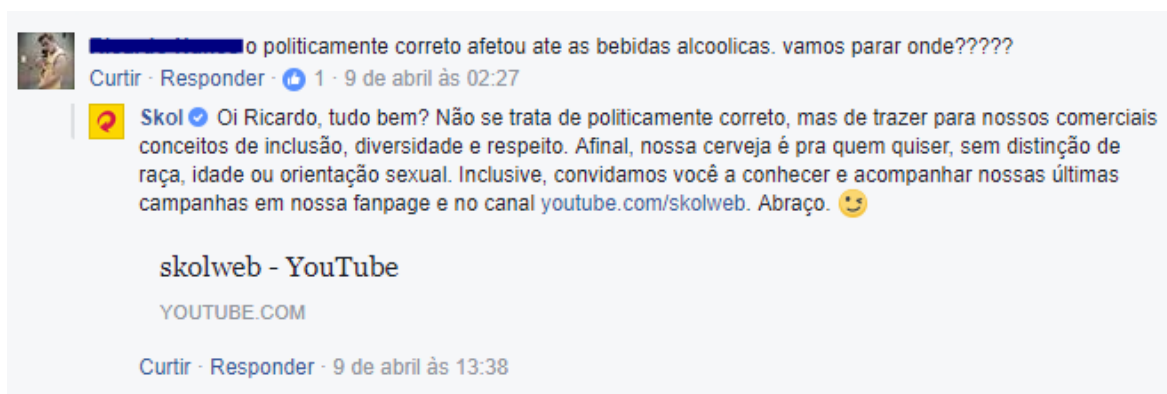 o politicamente correto afetou ate as bebidas alcoolicas. vamos parar onde?????
Curtir · Responder · 1 · 9 de abril às 02:27
Skol Oi Ricardo, tudo bem? Não se trata de politicamente correto, mas de trazer para nossos comerciais
conceitos de inclusão, diversidade e respeito. Afinal, nossa cerveja é pra quem quiser, sem distinção de
raça, idade ou orientação sexual. Inclusive, convidamos você a conhecer e acompanhar nossas últimas
campanhas em nossa fanpage e no canal youtube.com/skolweb. Abraço.
skolweb - YouTube
YOUTUBE.COM
Curtir · Responder · 9 de abril às 13:38